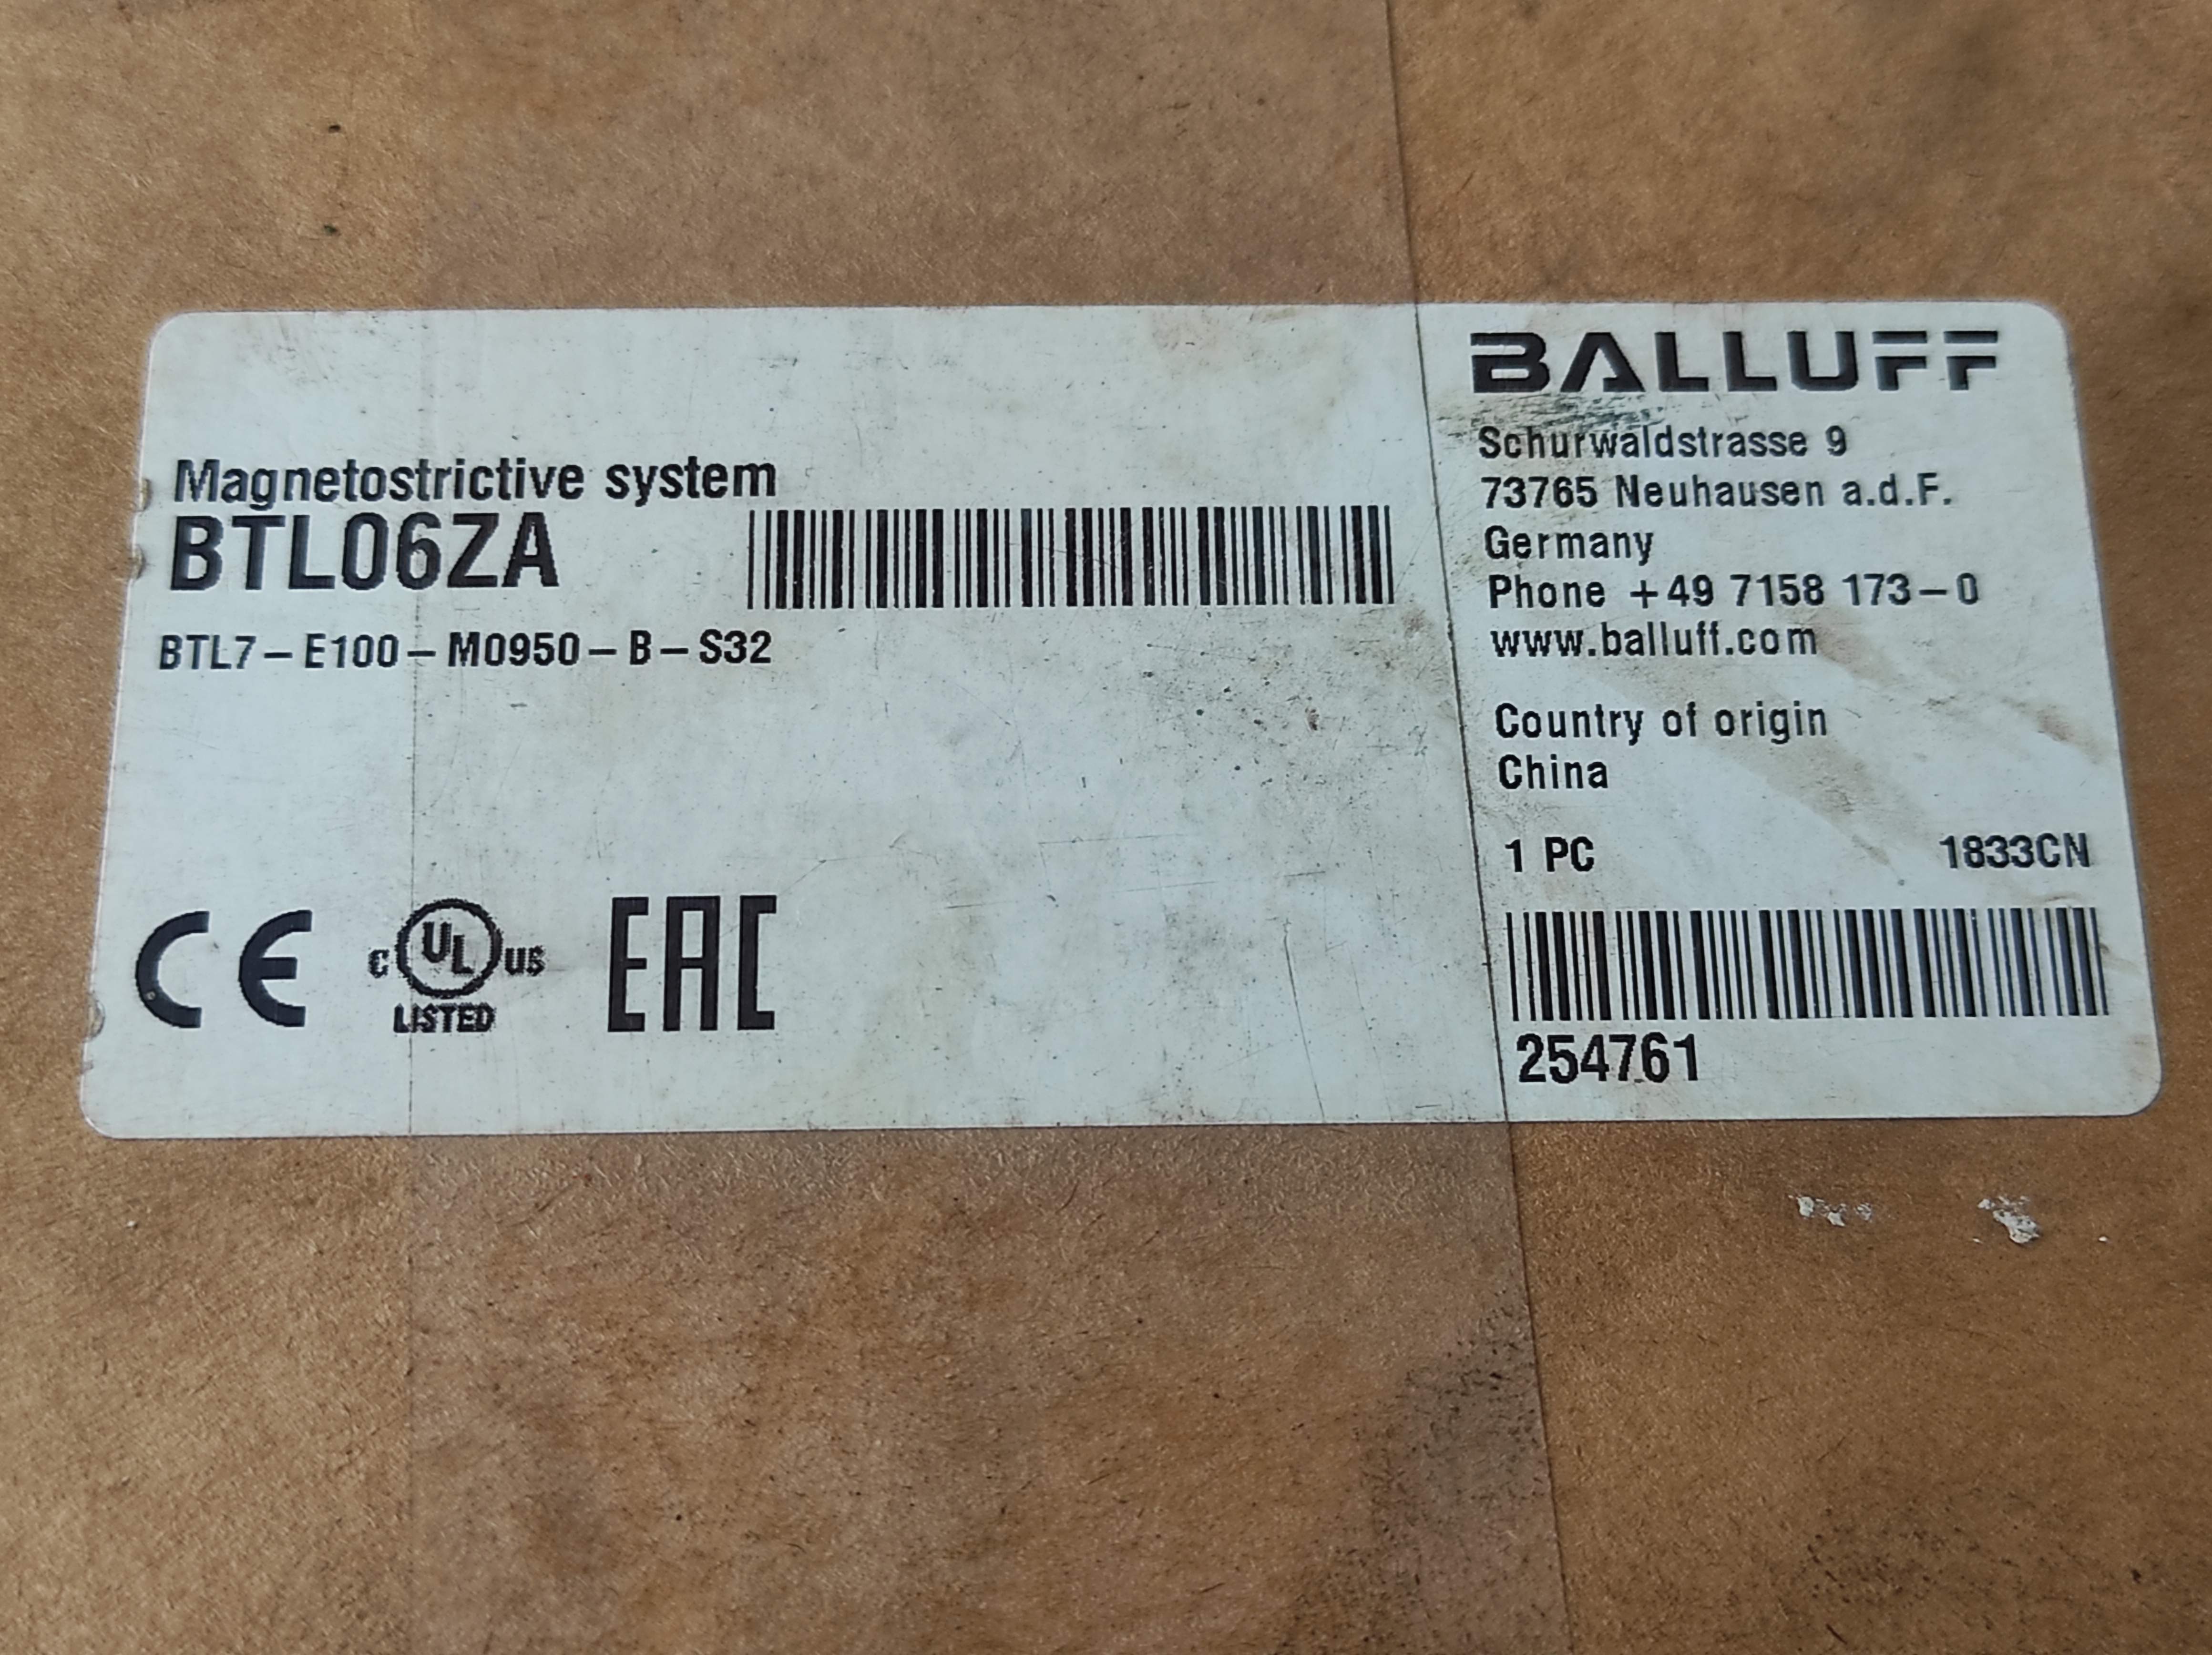 Magnetostrictive system
BTL06ZA
BTL7-E100-M0950-B-S32
CE
C UL US
LISTED
EAC
BALLUFF
Schurwaldstrasse 9
73765 Neuhausen a.d.F.
Germany
Phone +49 7158 173-0
www.balluff.com
Country of origin
China
1 PC 1833CN
254761